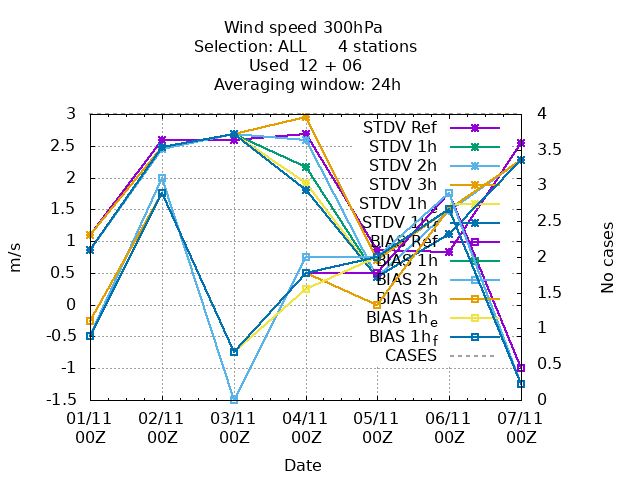 Wind speed 300hPa
Selection: ALL 4 stations
Used 12 + 06
Averaging window: 24h
3
2.5
2
1.5
1
0.5
0
-0.5
-1
-1.5
m/s
4
3.5
3
2.5
2
1.5
1
0.5
0
No cases
STDV Ref
STDV 1h
STDV 2h
STDV 3h
STDV 1h e
STDV 1h f
BIAS Ref
BIAS 1h
BIAS 2h
BIAS 3h
BIAS 1h e
BIAS 1h f
CASES
01/11 02/11 03/11 04/11 05/11 06/11 07/11
00Z 00Z 00Z 00Z 00Z 00Z 00Z
Date